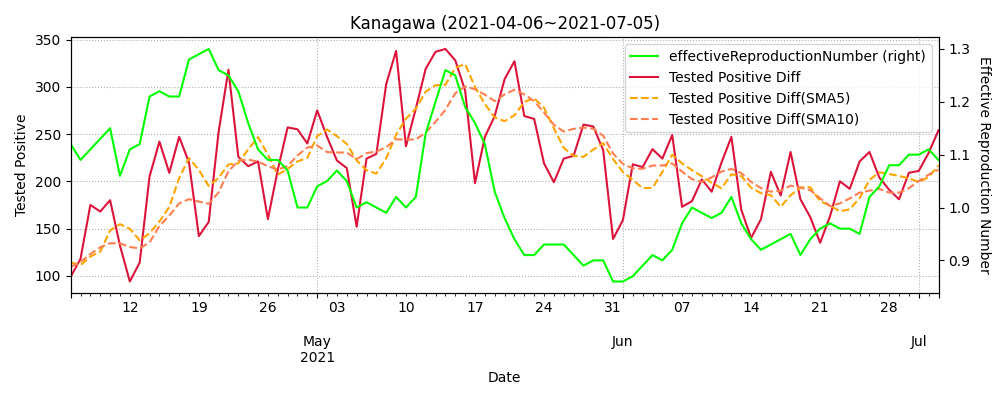 Kanagawa (2021-04-06~2021-07-05)
effectiveReproductionNumber (right)
Tested Positive Diff
Tested Positive Diff(SMA5)
Tested Positive Diff(SMA10)
Tested Positive
350
300
250
200
150
100
Effective Reproduction Number
1.3
1.2
1.1
1.0
0.9
12 19 26 03 10 17 24 31 07 14 21 28
May Jun Jul
2021
Date